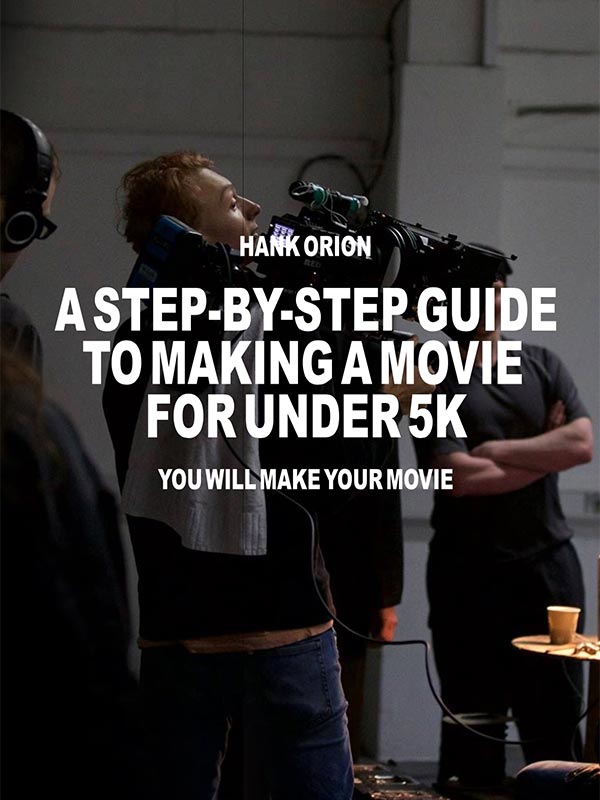 HANK ORION
A STEP-BY-STEP GUIDE
TO MAKING A MOVIE
FOR UNDER 5K
YOU WILL MAKE YOUR MOVIE